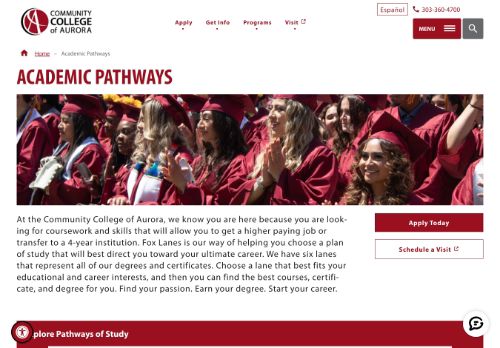 COMMUNITY
COLLEGE
of AURORA
Español
303-360-4700
Apply
Get Info
Programs
Visit
MENU
Home » Academic Pathways
ACADEMIC PATHWAYS
At the Community College of Aurora, we know you are here because you are look-
ing for coursework and skills that will allow you to get a higher paying job or
transfer to a 4-year institution. Fox Lanes is our way of helping you choose a plan
of study that will best direct you toward your ultimate career. We have six lanes
that represent all of our degrees and certificates. Choose a lane that best fits your
educational and career interests, and then you can find the best courses, certifi-
cate, and degree for you. Find your passion. Earn your degree. Start your career.
Apply Today
Schedule a Visit
xplore Pathways of Study